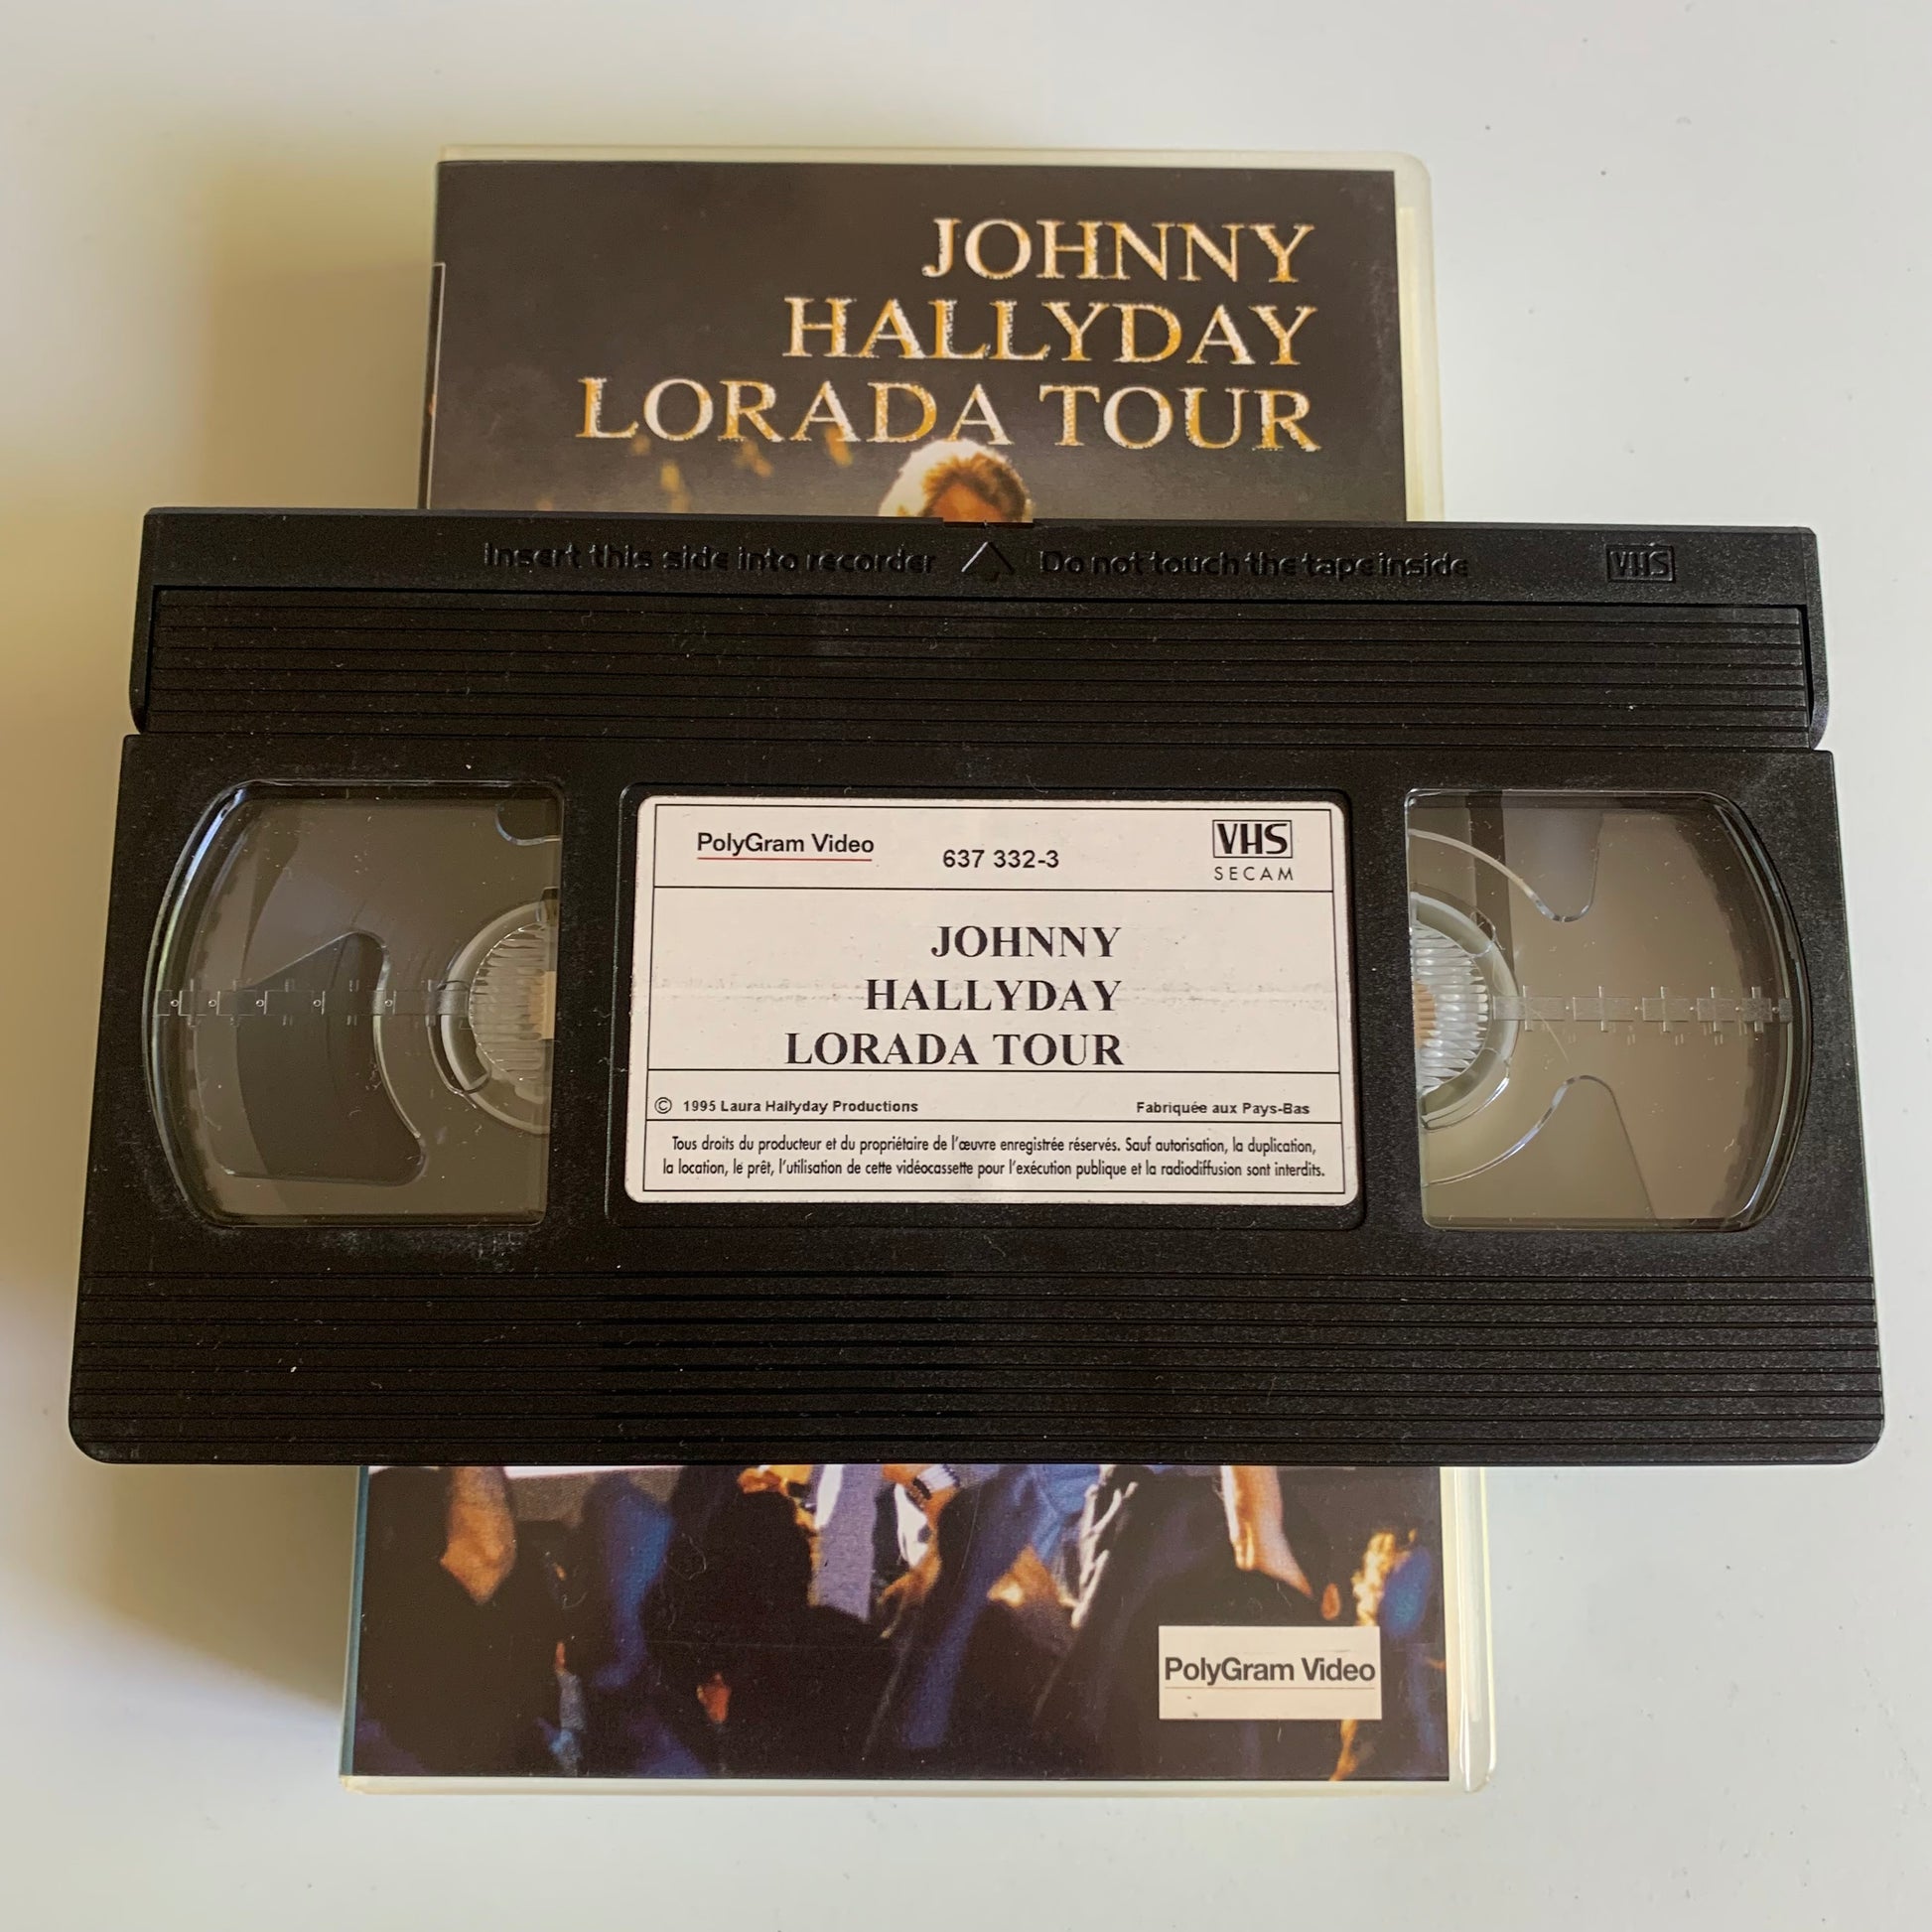 JOHNNY
HALLYDAY
LORADA TOUR
Insert this side into recorder Do not touch the tape inside VHS
PolyGram Video 637 332-3 VHS
SECAM
JOHNNY
HALLYDAY
LORADA TOUR
© 1995 Laura Hallyday Productions Fabriquée aux Pays-Bas
Tous droits du producteur et du propriétaire de l'œuvre enregistrée réservés. Sauf autorisation, la duplication,
la location, le prêt, l'utilisation de cette vidéocassette pour l'exécution publique et la radiodiffusion sont interdits.
PolyGram Video